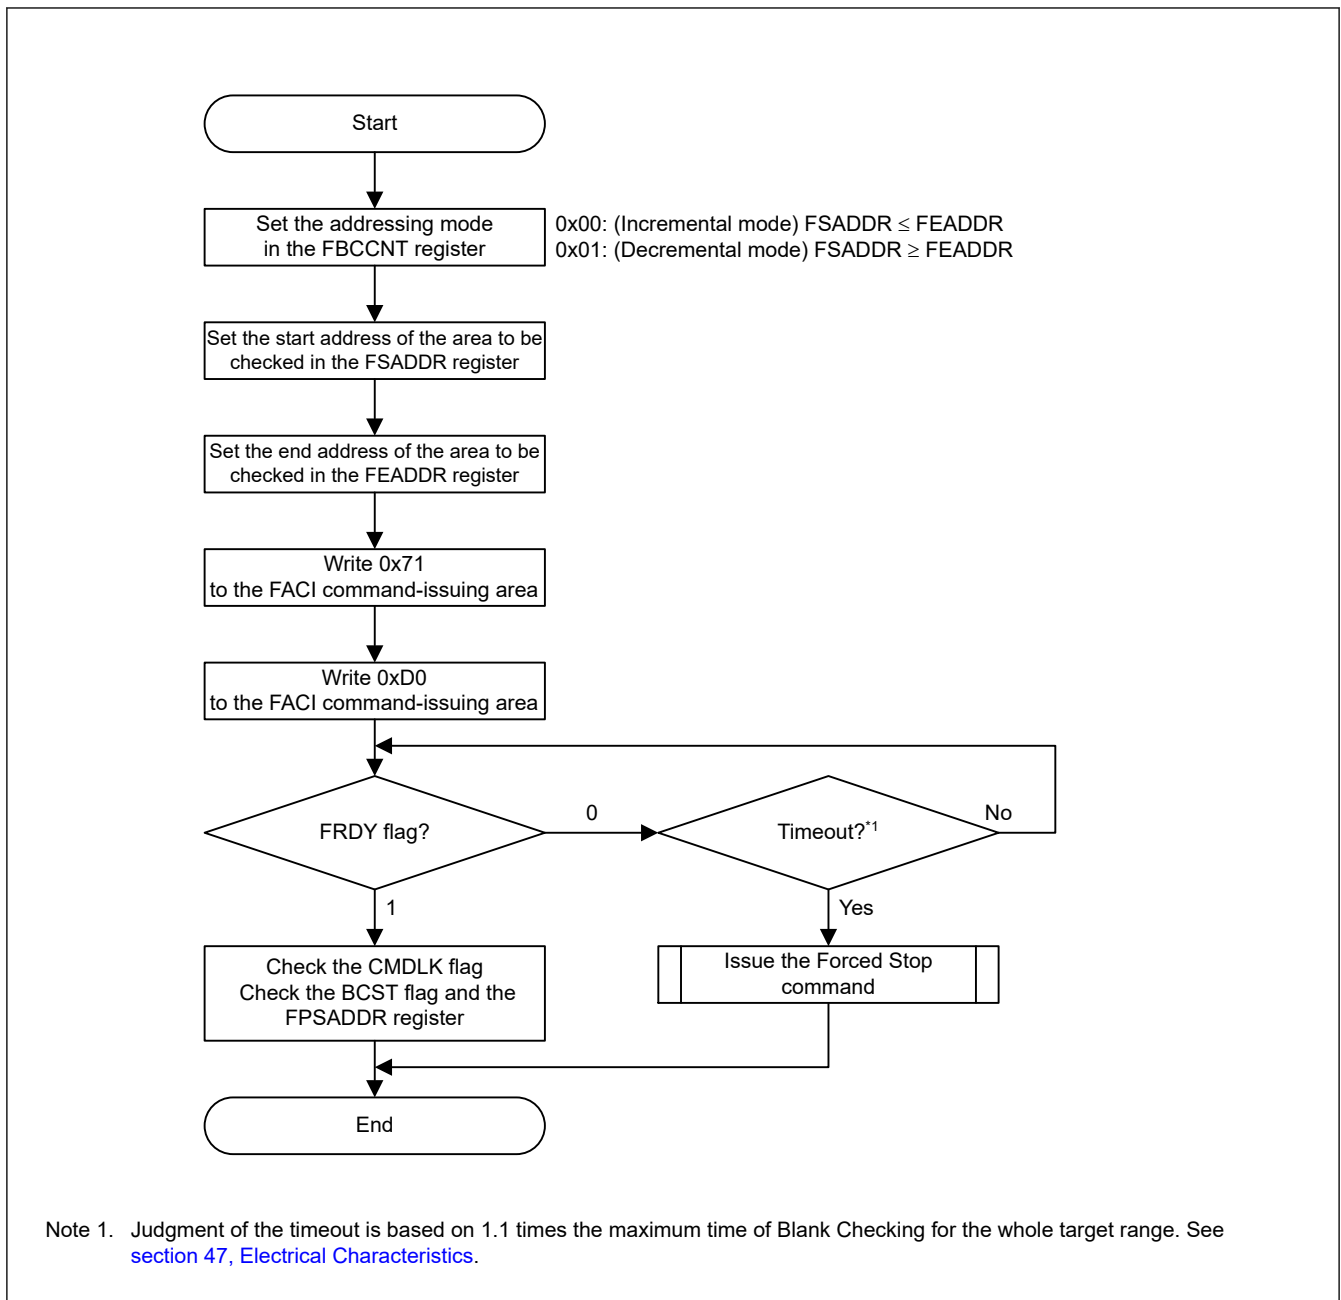 Start
Set the addressing mode
in the FBCCNT register
0x00: (Incremental mode) FSADDR ≤ FEADDR
0x01: (Decremental mode) FSADDR ≥ FEADDR
Set the start address of the area to be
checked in the FSADDR register
Set the end address of the area to be
checked in the FEADDR register
Write 0x71
to the FACI command-issuing area
Write 0xD0
to the FACI command-issuing area
FRDY flag?
0
Timeout?*1
No
1
Yes
Check the CMDLK flag
Check the BCST flag and the
FPSADDR register
Issue the Forced Stop
command
End
Note 1. Judgment of the timeout is based on 1.1 times the maximum time of Blank Checking for the whole target range. See
section 47, Electrical Characteristics.